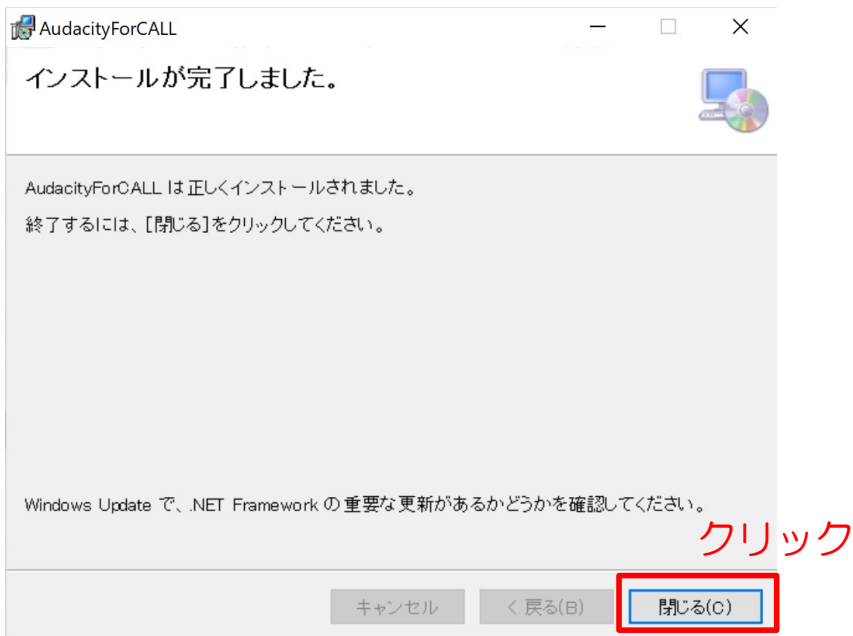 AudacityForCALL
インストールが完了しました。
AudacityForCALL は正しくインストールされました。
終了するには、[閉じる]をクリックしてください。
Windows Update で、.NET Framework の重要な更新があるかどうかを確認してください。
クリック
キャンセル
< 戻る(B)
閉じる(C)